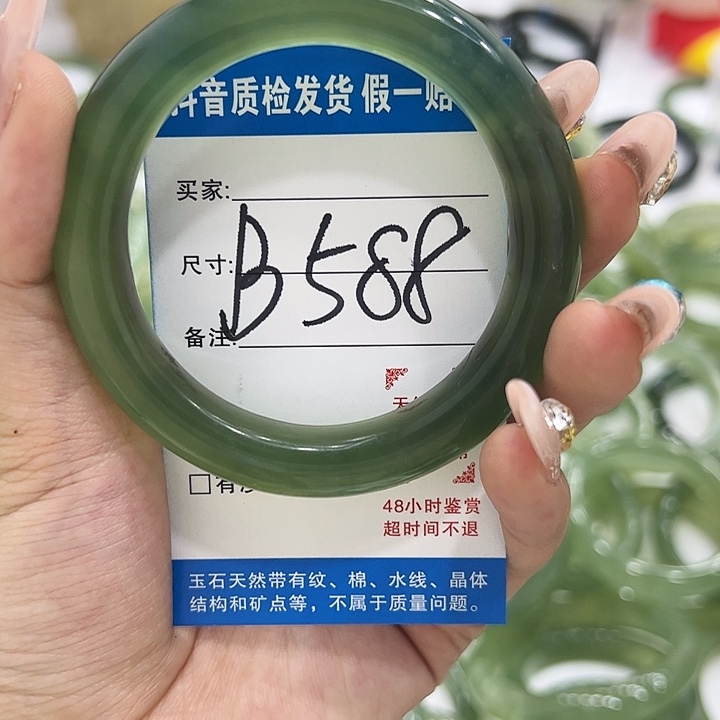 抖音质检发货 假一赔
买家:
尺寸:
B588
备注:
48小时鉴赏
超时间不退
玉石天然带有纹、棉、水线、晶体
结构和矿点等，不属于质量问题。